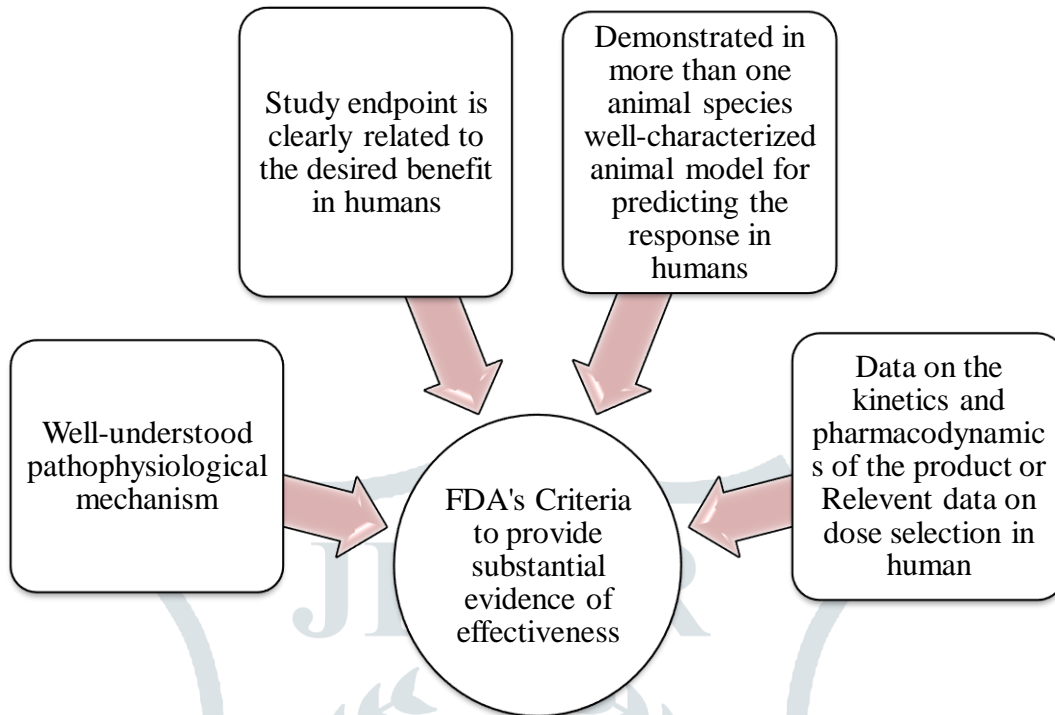 Well-understood
pathophysiological
mechanism
Study endpoint is
clearly related to
the desired benefit
in humans
Demonstrated in
more than one
animal species
well-characterized
animal model for
predicting the
response in
humans
Data on the
kinetics and
pharmacodynamic
s of the product or
Relevent data on
dose selection in
human
FDA's Criteria
to provide
substantial
evidence of
effectiveness